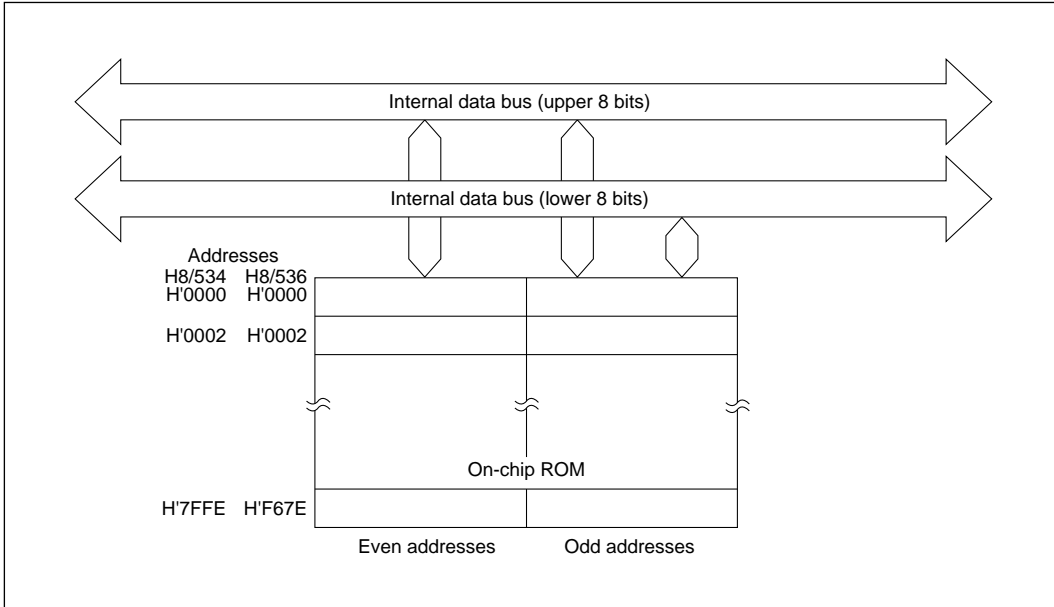 Internal data bus (upper 8 bits)
Internal data bus (lower 8 bits)
Addresses
H8/534 H8/536
H'0000 H'0000
H'0002 H'0002
On-chip ROM
H'7FFE H'F67E
Even addresses Odd addresses